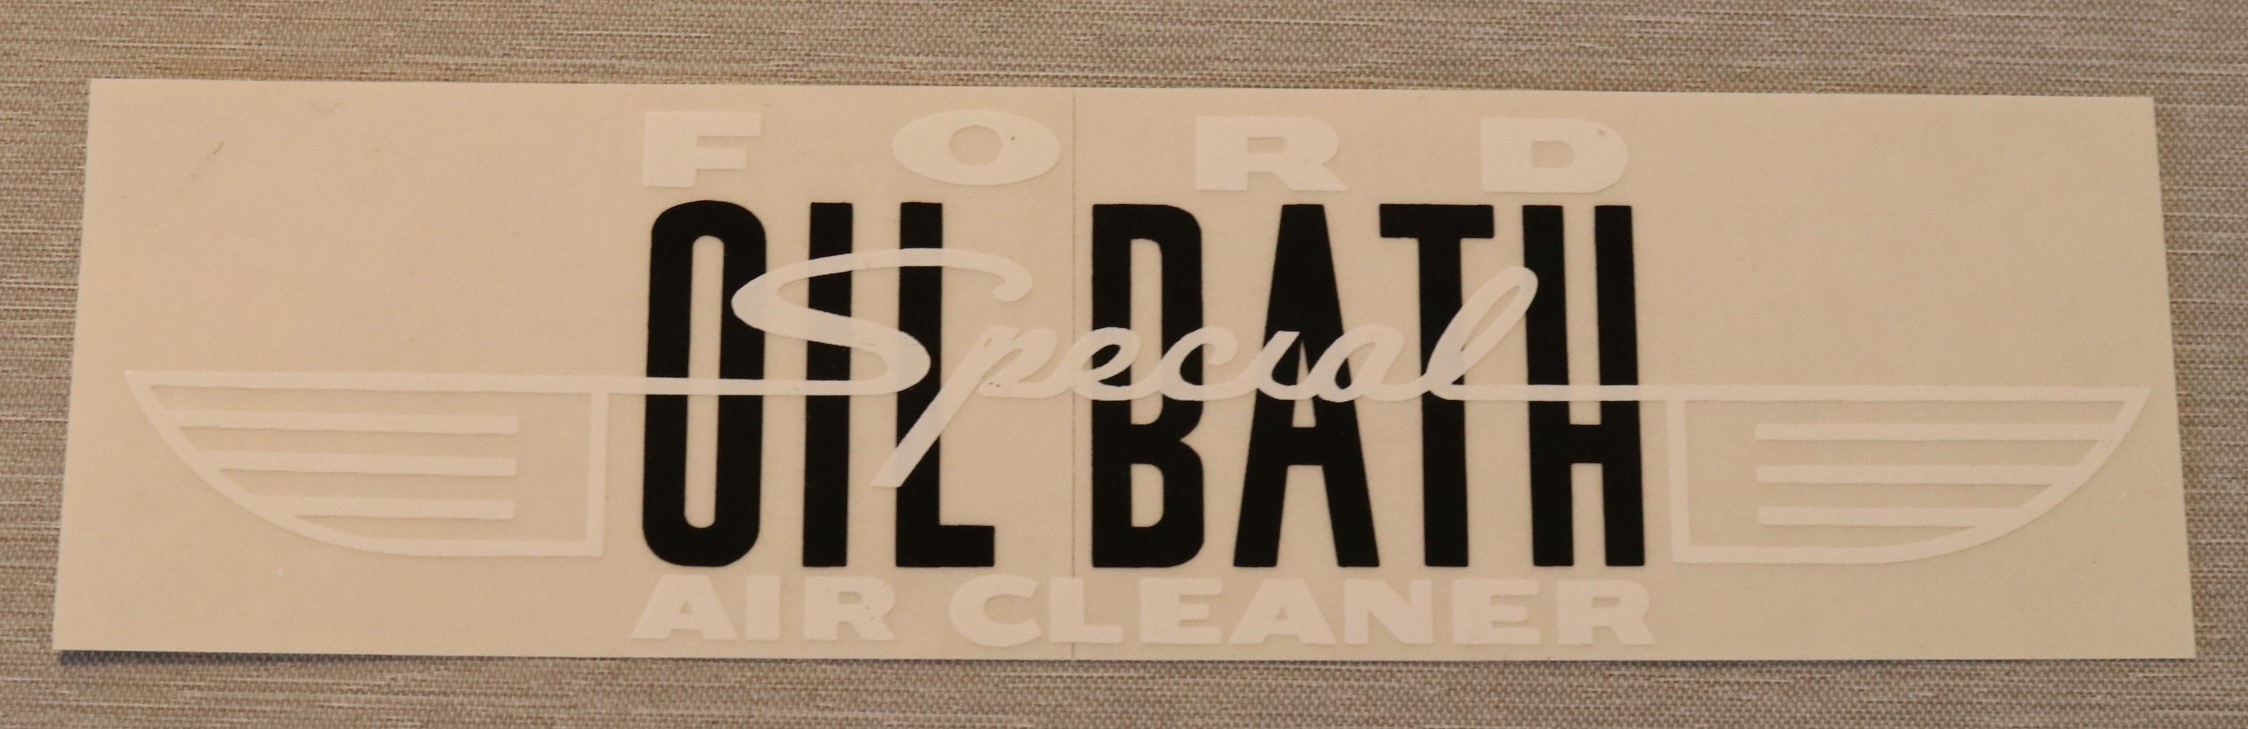 FORD
OIL BATH
Special
AIR CLEANER